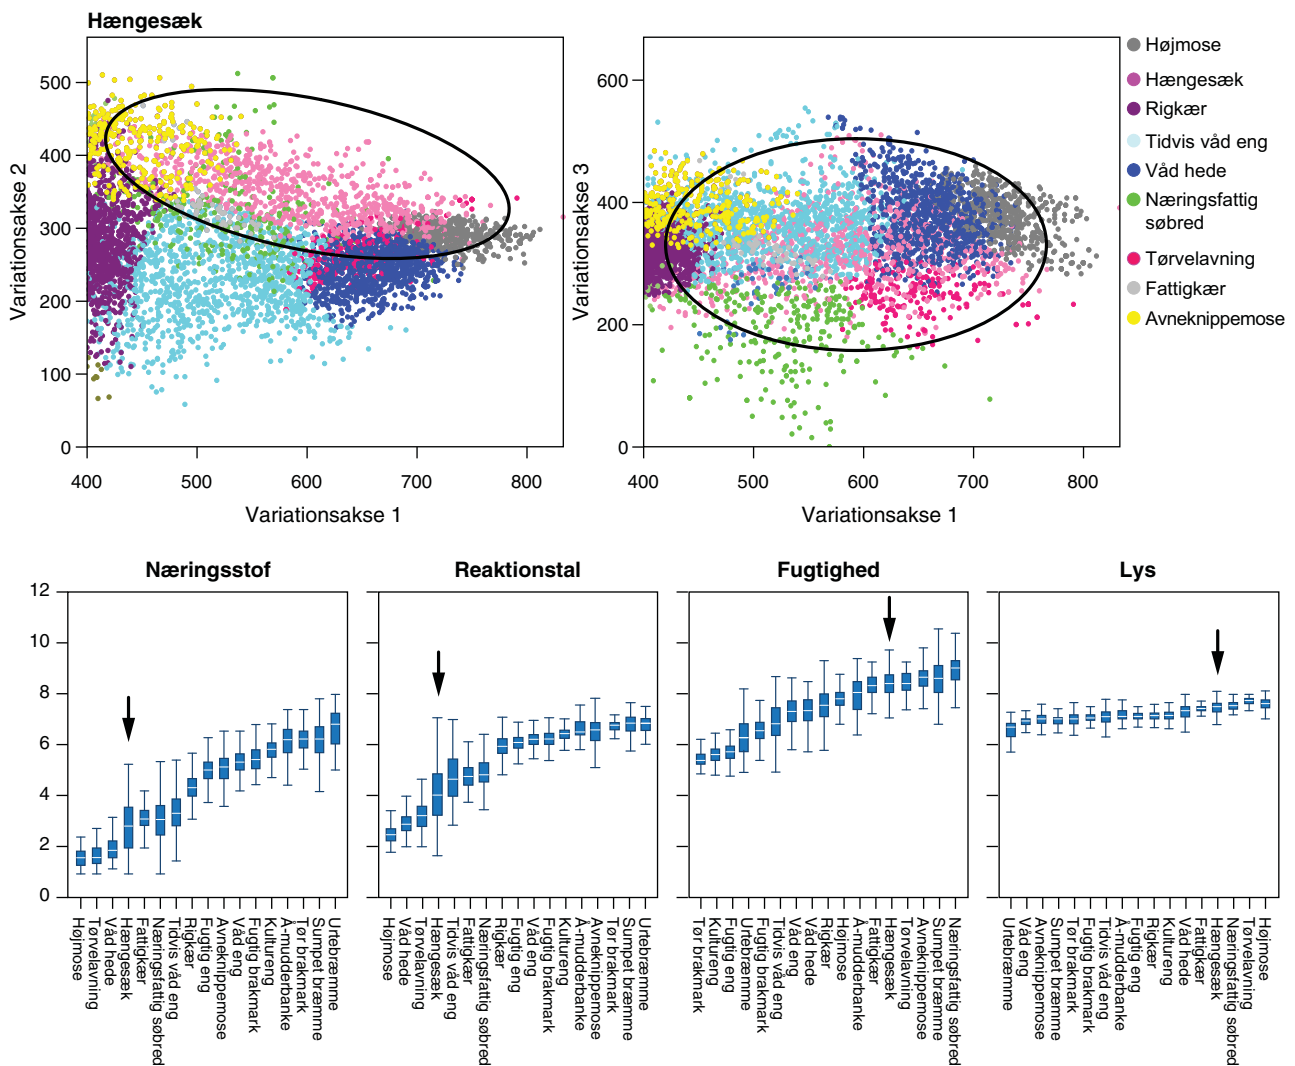 Hængesæk
Variationsakse 2
500
400
300
200
100
0
400
500
600
700
800
Variationsakse 1
Variationsakse 3
600
400
200
0
400
500
600
700
800
Variationsakse 1
Højmose
Hængesæk
Rigkær
Tidvis våd eng
Våd hede
Næringsfattig
søbred
Tørvelavning
Fattigkær
Avneknippemose
Næringsstof
12
10
8
6
4
2
0
Højmose
Tørvelavning
Våd hede
Hængesæk
Fattigkær
Næringsfattig søbred
Tidvis våd eng
Rigkær
Fugtig eng
Avneknippemose
Våd eng
Fugtig brakmark
Kultureng
Å-mudderbanke
Tør brakmark
Sumpet bræmme
Urtebræmme
Reaktionstal
Højmose
Våd hede
Tørvelavning
Hængesæk
Tidvis våd eng
Fattigkær
Næringsfattig søbred
Rigkær
Fugtig eng
Våd eng
Fugtig brakmark
Kultureng
Å-mudderbanke
Avneknippemose
Tør brakmark
Sumpet bræmme
Urtebræmme
Fugtighed
Tør brakmark
Kultureng
Fugtig eng
Urtebræmme
Fugtig brakmark
Tidvis våd eng
Våd eng
Våd hede
Rigkær
Højmose
Å-mudderbanke
Fattigkær
Hængesæk
Tørvelavning
Avneknippemose
Sumpet bræmme
Næringsfattig søbred
Lys
Urtebræmme
Våd eng
Avneknippemose
Sumpet bræmme
Tør brakmark
Kultureng
Tidvis våd eng
Å-mudderbanke
Fugtig eng
Rigkær
Fugtig brakmark
Våd hede
Fattigkær
Hængesæk
Næringsfattig søbred
Tørvelavning
Højmose